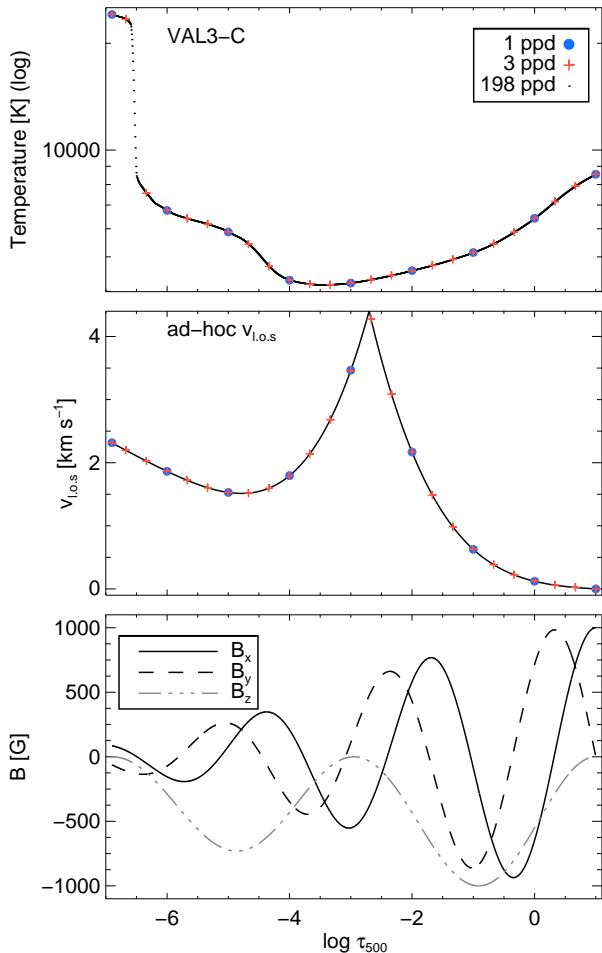 VAL3−C
1 ppd
3 ppd
198 ppd
Temperature [K] (log)
10000
ad−hoc v_l.o.s
v_l.o.s [km s⁻¹]
4
2
0
B_x
B_y
B_z
B [G]
1000
500
0
−500
−1000
−6 −4 −2 0
log τ_500